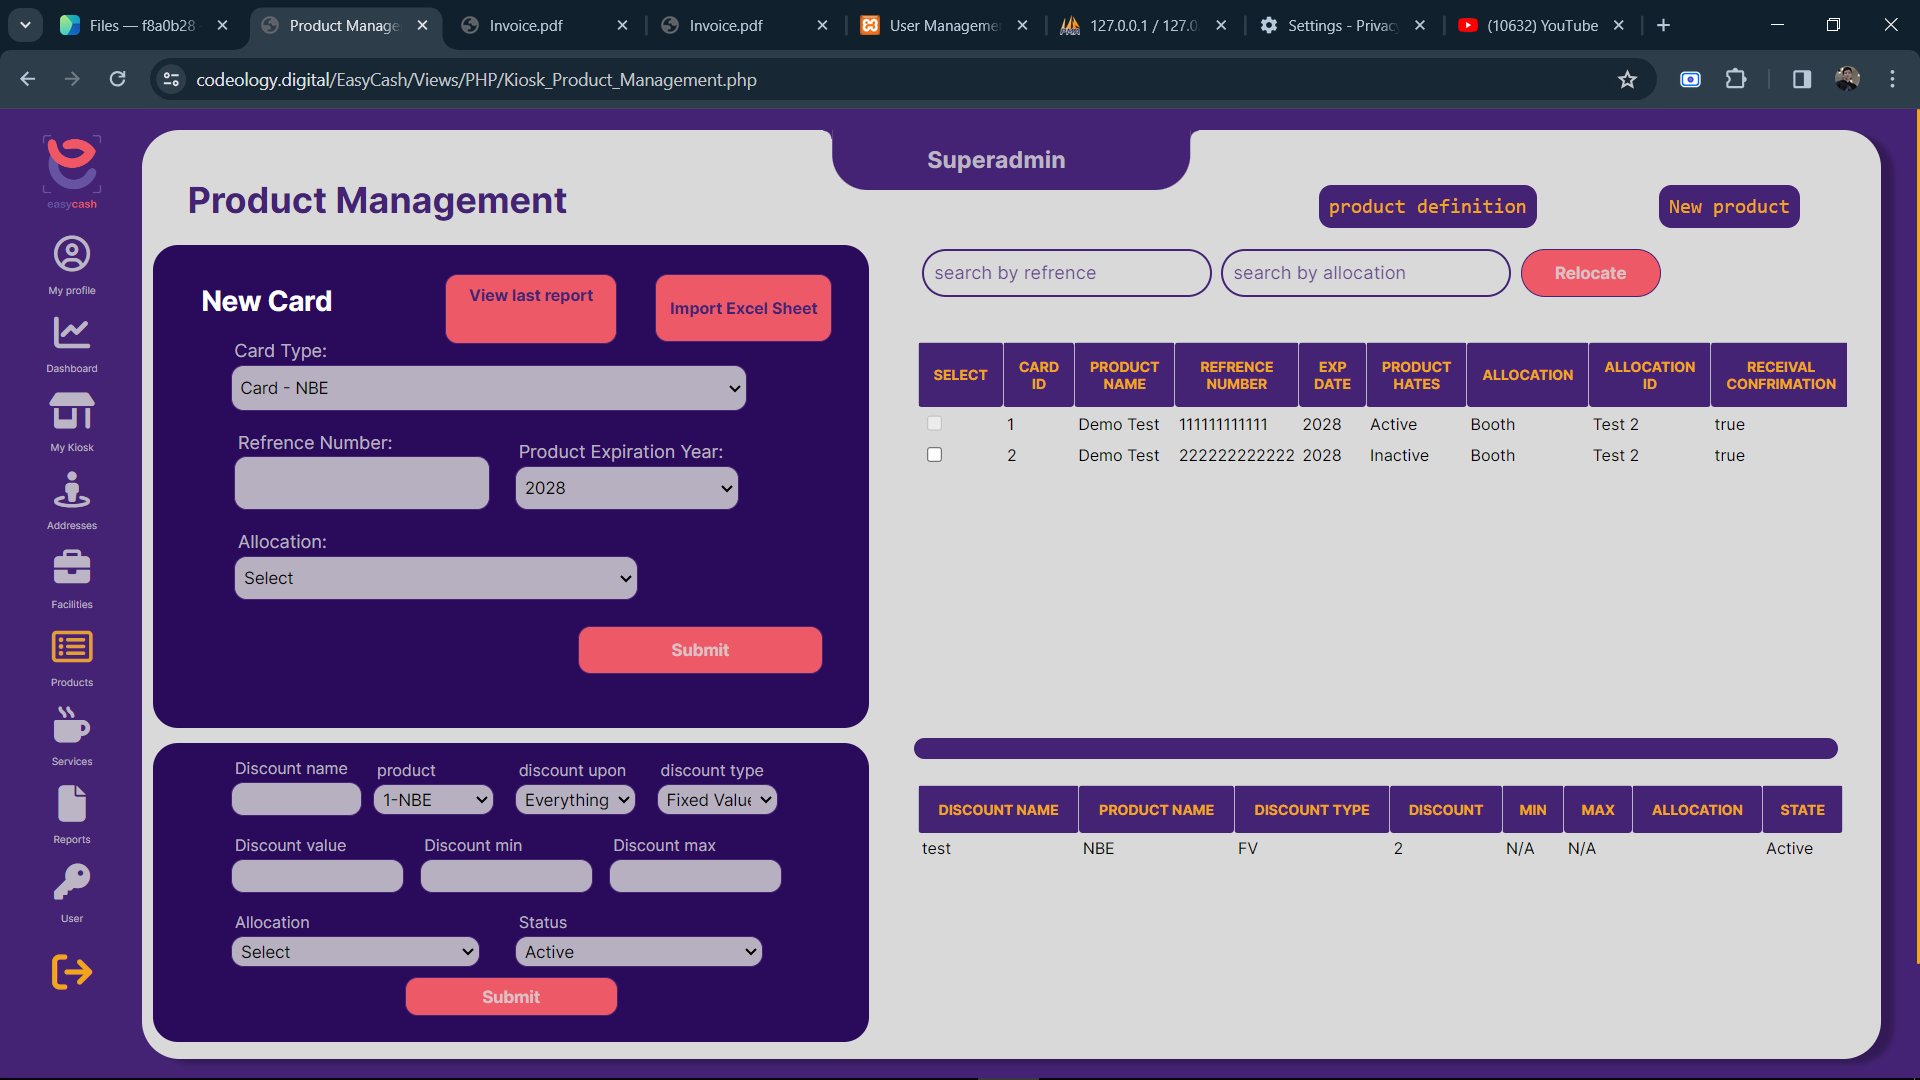 Files — f8a0b28
Product Manage
Invoice.pdf
Invoice.pdf
User Manageme
127.0.0.1 / 127.0
Settings - Privac
(10632) YouTube
codeology.digital/EasyCash/Views/PHP/Kiosk_Product_Management.php
easycash
My profile
Dashboard
My Kiosk
Addresses
Facilities
Products
Services
Reports
User
Superadmin
Product Management
product definition
New product
New Card
View last report
Import Excel Sheet
Card Type:
Card - NBE
Refrence Number:
Product Expiration Year:
2028
Allocation:
Select
Submit
search by refrence
search by allocation
Relocate
SELECT CARD ID PRODUCT NAME REFRENCE NUMBER EXP DATE PRODUCT HATES ALLOCATION ALLOCATION ID RECEIVAL CONFRIMATION
1 Demo Test 111111111111 2028 Active Booth Test 2 true
2 Demo Test 222222222222 2028 Inactive Booth Test 2 true
Discount name product discount upon discount type
1-NBE Everything Fixed Value
Discount value Discount min Discount max
Allocation Status
Select Active
Submit
DISCOUNT NAME PRODUCT NAME DISCOUNT TYPE DISCOUNT MIN MAX ALLOCATION STATE
test NBE FV 2 N/A N/A Active